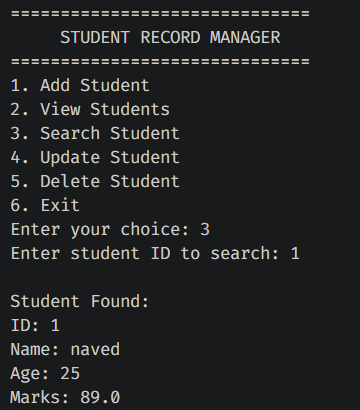 ==============================
STUDENT RECORD MANAGER
==============================
1. Add Student
2. View Students
3. Search Student
4. Update Student
5. Delete Student
6. Exit
Enter your choice: 3
Enter student ID to search: 1
Student Found:
ID: 1
Name: naved
Age: 25
Marks: 89.0